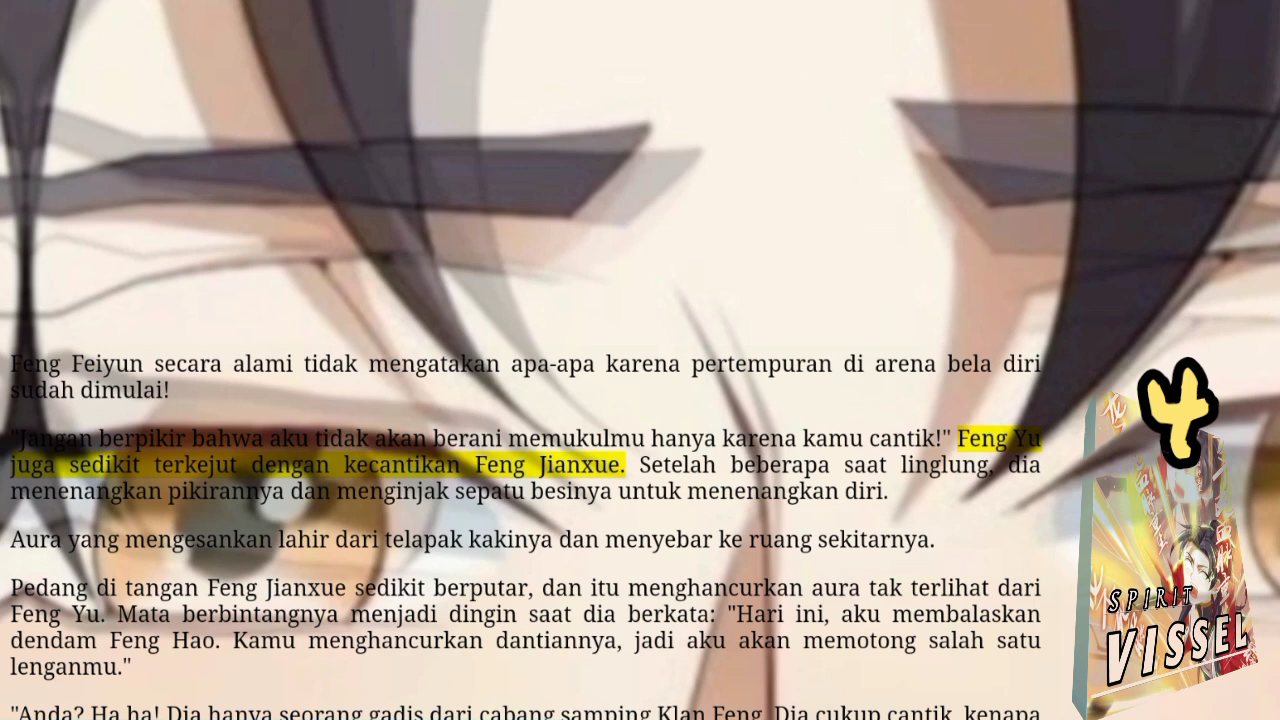 Feng Feiyun secara alami tidak mengatakan apa-apa karena pertempuran di arena bela diri
sudah dimulai!
"Jangan berpikir bahwa aku tidak akan berani memukulmu hanya karena kamu cantik!" Feng Yu
juga sedikit terkejut dengan kecantikan Feng Jianxue. Setelah beberapa saat linglung, dia
menenangkan pikirannya dan menginjak sepatu besinya untuk menenangkan diri.
Aura yang mengesankan lahir dari telapak kakinya dan menyebar ke ruang sekitarnya.
Pedang di tangan Feng Jianxue sedikit berputar, dan itu menghancurkan aura tak terlihat dari
Feng Yu. Mata berbintangnya menjadi dingin saat dia berkata: "Hari ini, aku membalaskan
dendam Feng Hao. Kamu menghancurkan dantiannya, jadi aku akan memotong salah satu
lenganmu."
"Anda? Ha ha! Dia hanya seorang gadis dari cabang samping Klan Feng. Dia cukup cantik, kenapa
4
SPIRIT
VISSEL